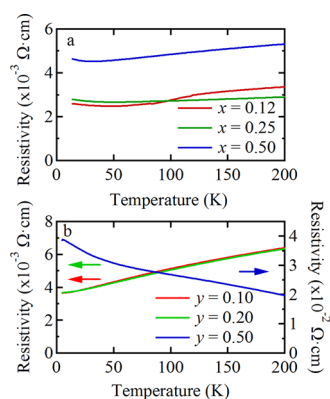 a
Resistivity (x10⁻³ Ω·cm)
6
4
2
0
x = 0.12
x = 0.25
x = 0.50
0 50 100 150 200
Temperature (K)
b
Resistivity (x10⁻³ Ω·cm)
8
6
4
2
0
y = 0.10
y = 0.20
y = 0.50
4
3
2
1
0
Resistivity (x10⁻² Ω·cm)
0 50 100 150 200
Temperature (K)